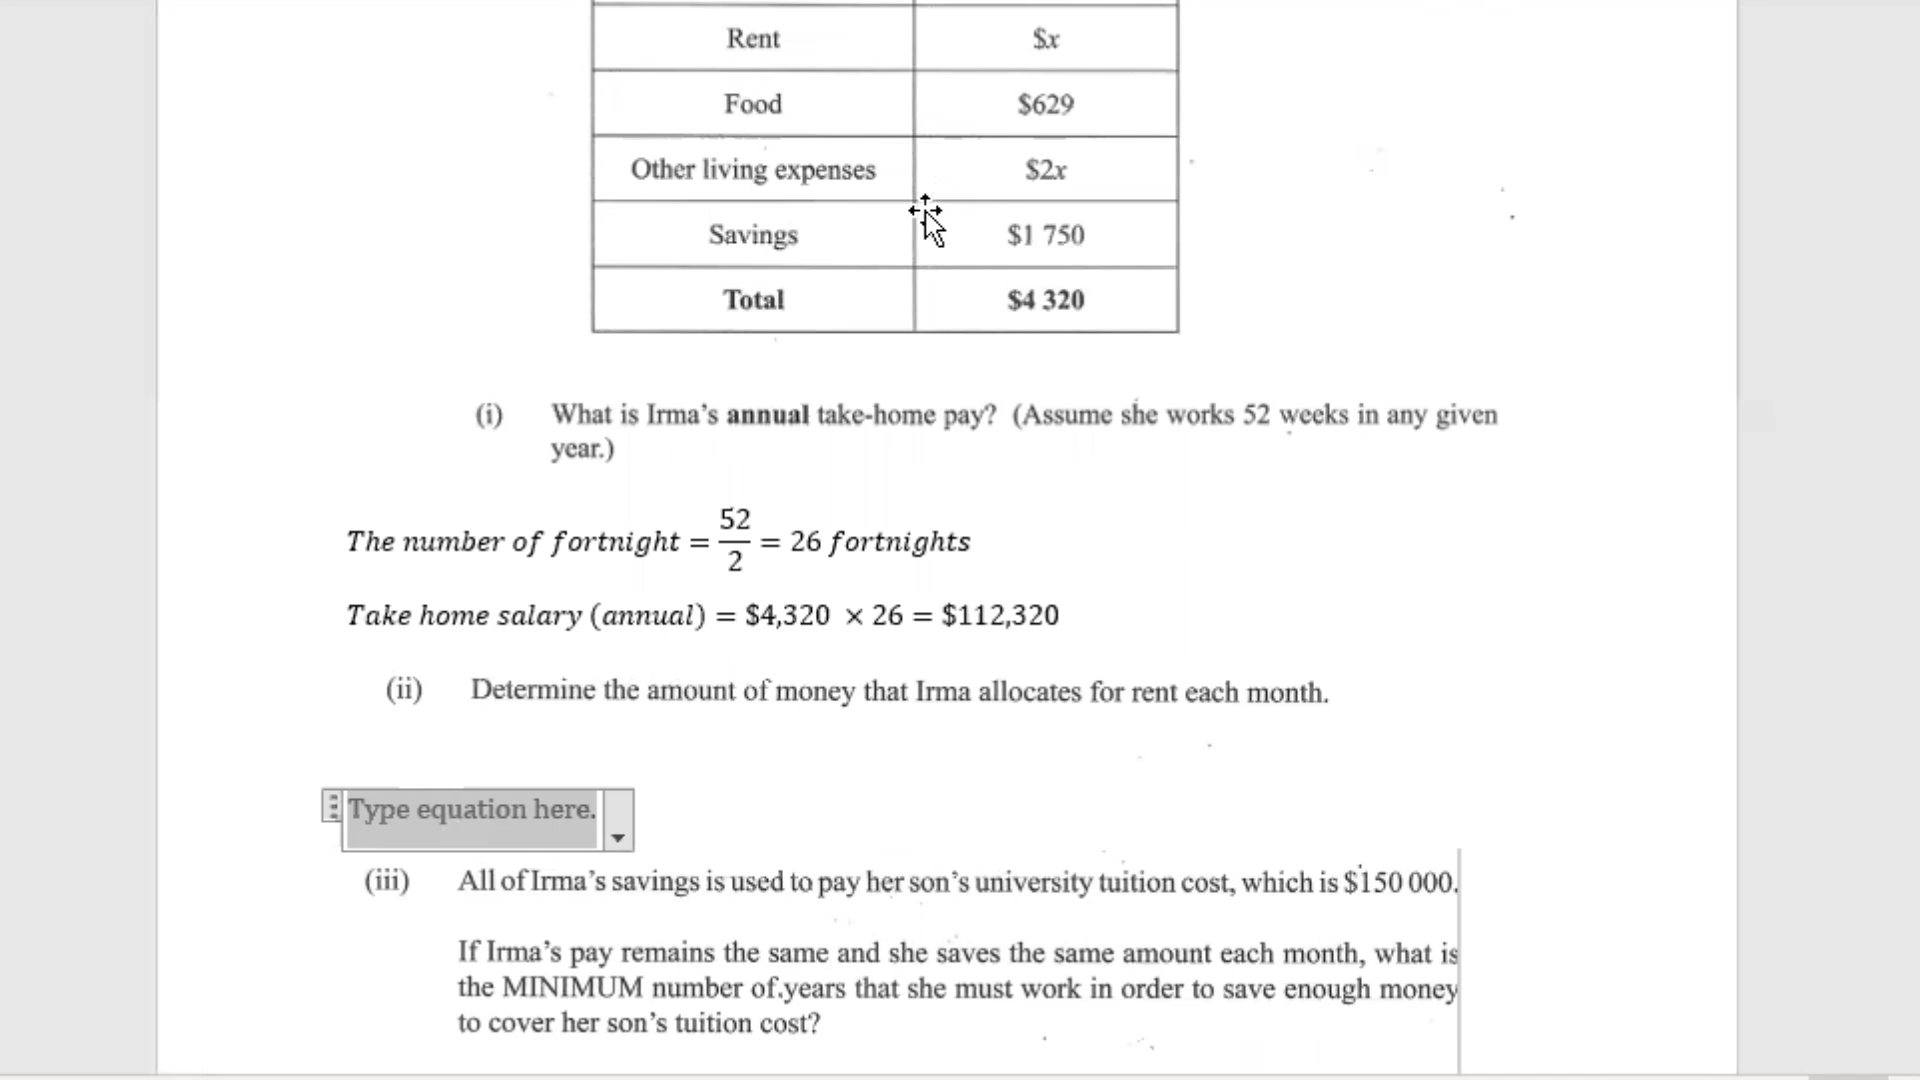 Rent $x
Food $629
Other living expenses $2x
Savings $1 750
Total $4 320
(i) What is Irma's annual take-home pay? (Assume she works 52 weeks in any given
year.)
The number of fortnight = 52/2 = 26 fortnights
Take home salary (annual) = $4,320 × 26 = $112,320
(ii) Determine the amount of money that Irma allocates for rent each month.
Type equation here.
(iii) All of Irma's savings is used to pay her son's university tuition cost, which is $150 000.
If Irma's pay remains the same and she saves the same amount each month, what is
the MINIMUM number of years that she must work in order to save enough money
to cover her son's tuition cost?